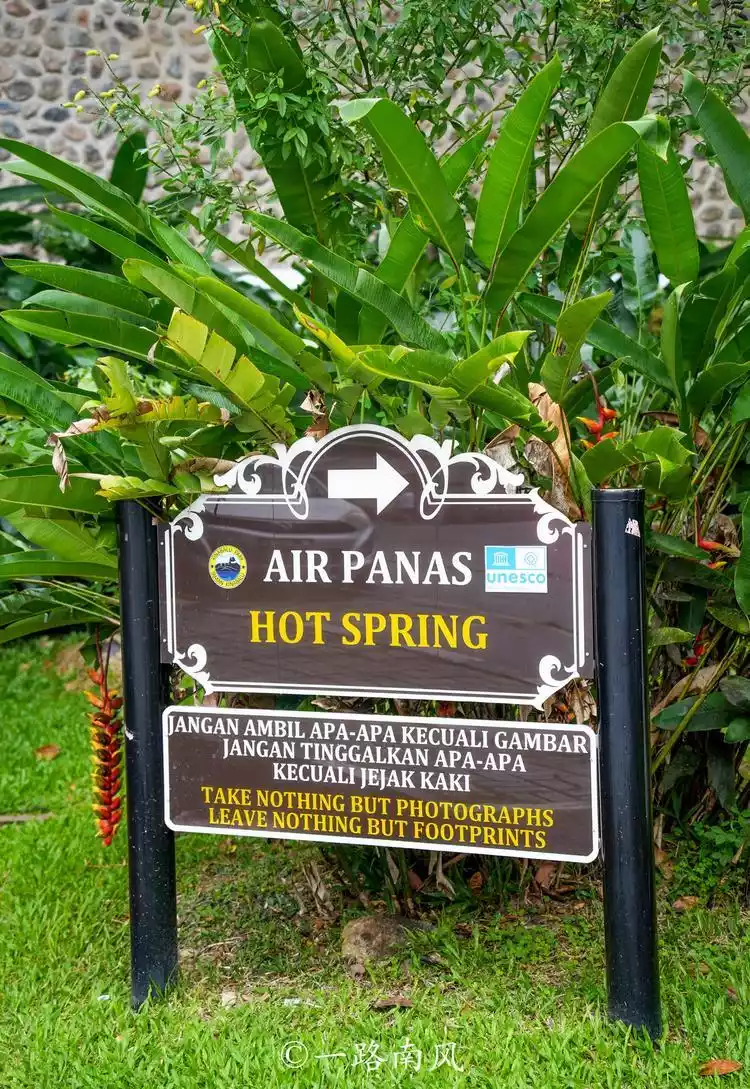 AIR PANAS
unesco
HOT SPRING
JANGAN AMBIL APA-APA KECUALI GAMBAR
JANGAN TINGGALKAN APA-APA
KECUALI JEJAK KAKI
TAKE NOTHING BUT PHOTOGRAPHS
LEAVE NOTHING BUT FOOTPRINTS
©一路南风